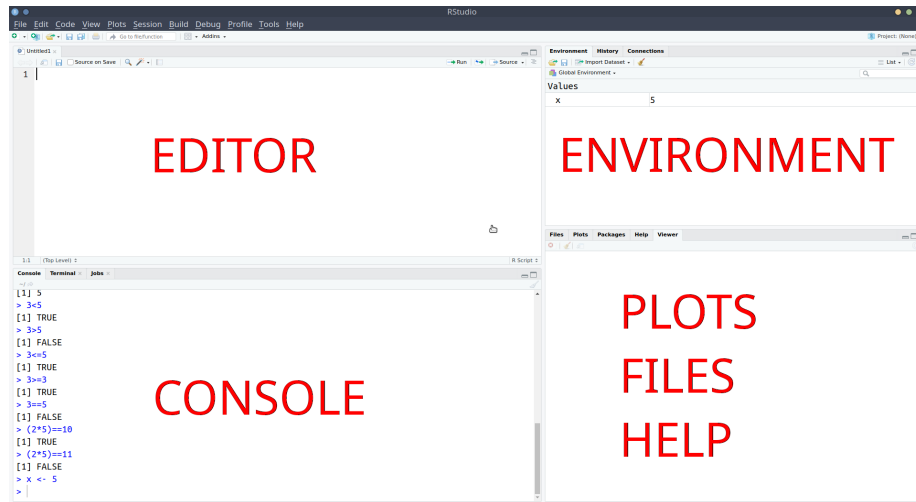 RStudio
File Edit Code View Plots Session Build Debug Profile Tools Help
Go to file/function Addins Project: (None)
Untitled1
Source on Save Run Source
1
EDITOR
1:1 (Top Level) R Script
Console Terminal Jobs
[1] 5
> 3<5
[1] TRUE
> 3>5
[1] FALSE
> 3<=5
[1] TRUE
> 3>=3
[1] TRUE
> 3==5
[1] FALSE
> (2*5)==10
[1] TRUE
> (2*5)==11
[1] FALSE
> x <- 5
>
CONSOLE
Environment History Connections
Import Dataset List
Global Environment
Values
x 5
ENVIRONMENT
Files Plots Packages Help Viewer
PLOTS
FILES
HELP